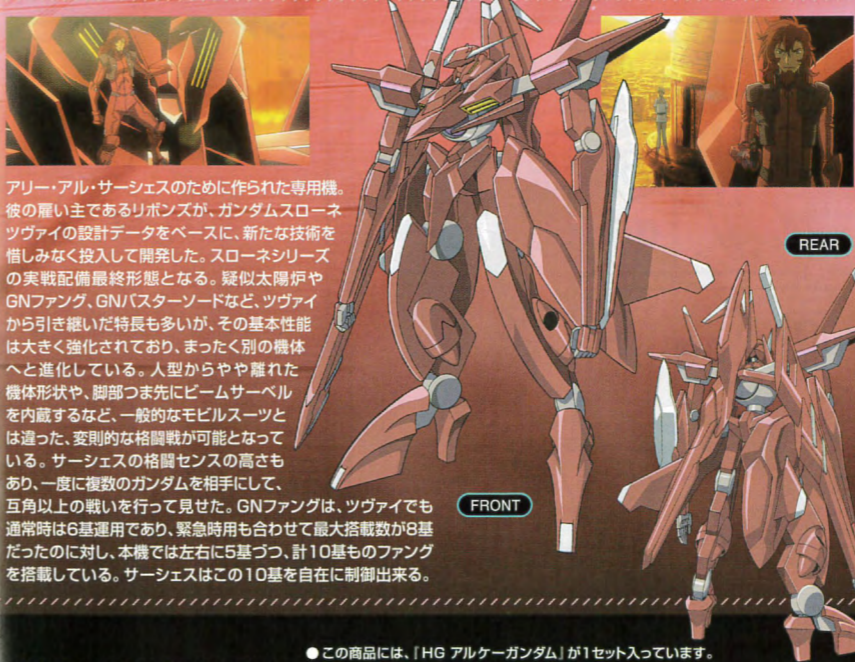 アリー・アル・サーシェスのために作られた専用機。
彼の雇い主であるリボンズが、ガンダムスローネ
ツヴァイの設計データをベースに、新たな技術を
惜しみなく投入して開発した。スローネシリーズ
の実戦配備最終形態となる。疑似太陽炉や
GNファング、GNバスターソードなど、ツヴァイ
から引き継いだ特長も多いが、その基本性能
は大きく強化されており、まったく別の機体
へと進化している。人型からやや離れた
機体形状や、脚部つま先にビームサーベル
を内蔵するなど、一般的なモビルスーツと
は違った、変則的な格闘戦が可能となって
いる。サーシェスの格闘センスの高さも
あり、一度に複数のガンダムを相手にして、
互角以上の戦いを行って見せた。GNファングは、ツヴァイでも
通常時は6基運用であり、緊急時用も合わせて最大搭載数が8基
だったのに対し、本機では左右に5基づつ、計10基ものファング
を搭載している。サーシェスはこの10基を自在に制御出来る。
REAR
FRONT
●この商品には、『HG アルケーガンダム』が1セット入っています。